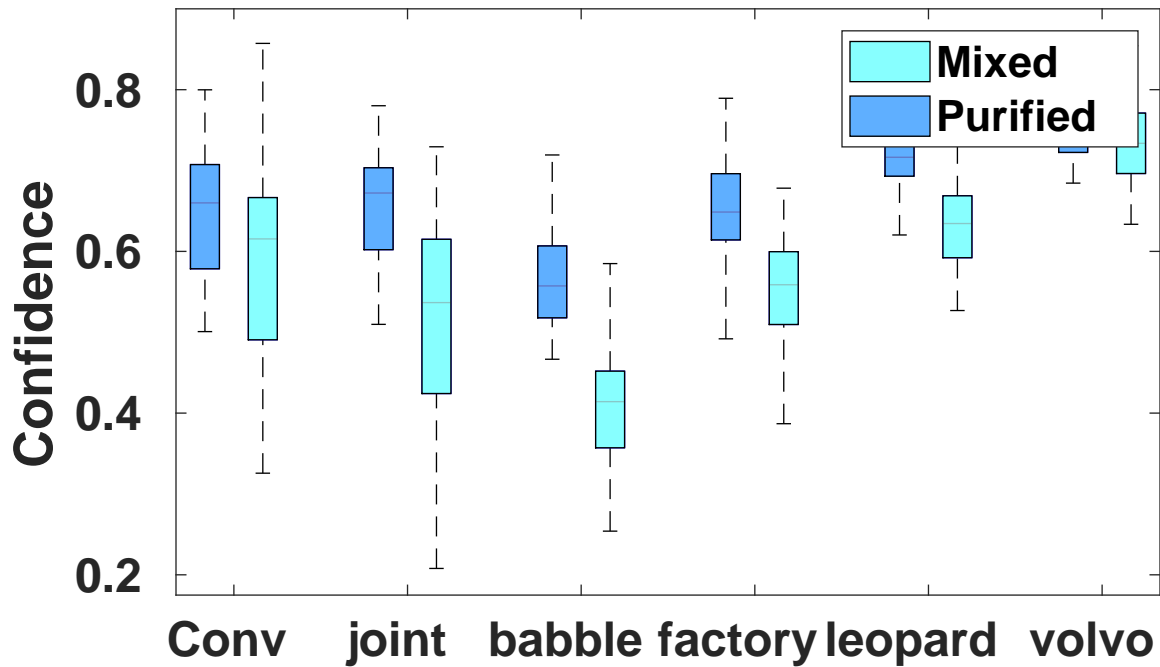 Mixed
Purified
0.8
0.6
0.4
0.2
Confidence
Conv joint babble factory leopard volvo